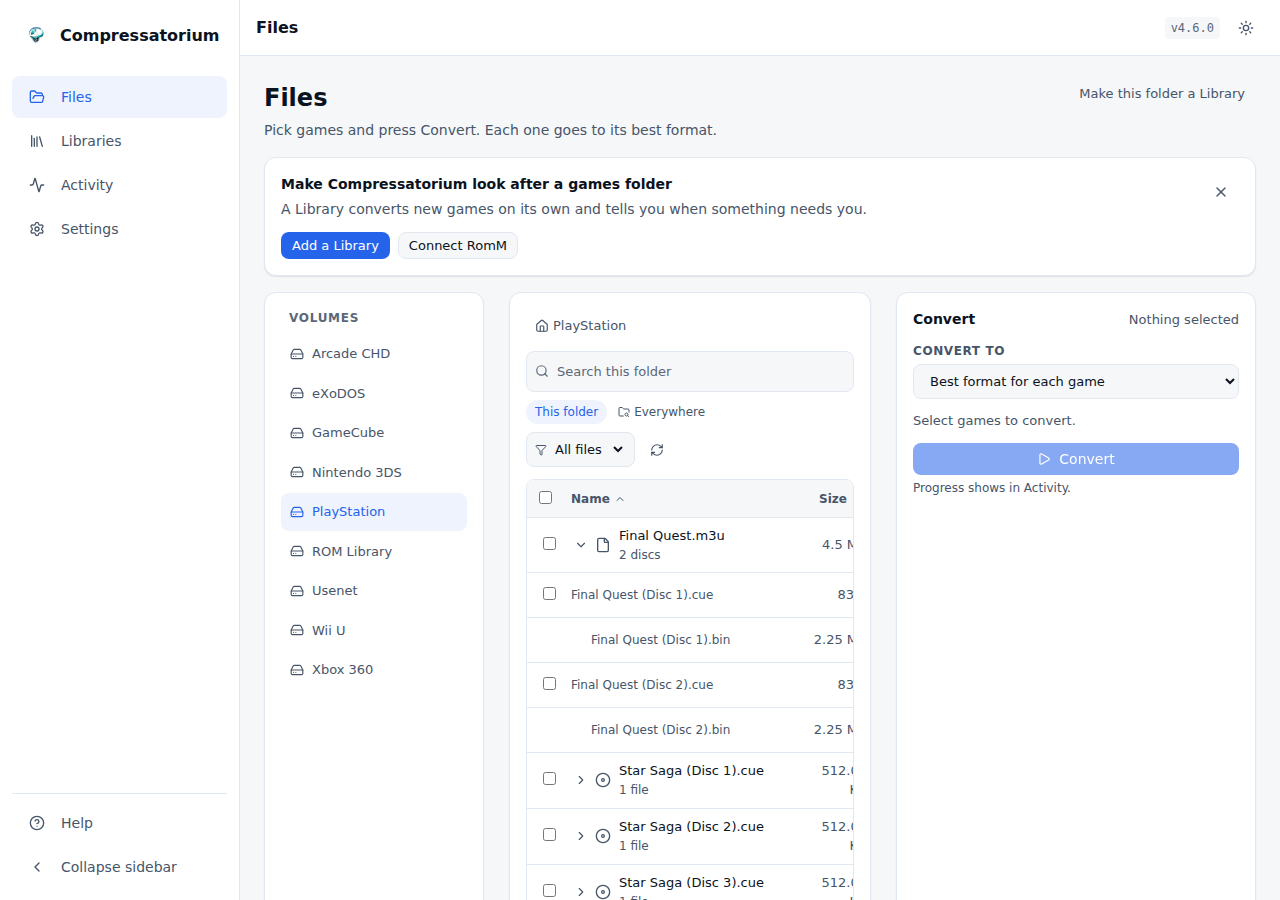 Compressatorium
Files
v4.6.0
Files
Libraries
Activity
Settings
Help
Collapse sidebar
Files
Make this folder a Library
Pick games and press Convert. Each one goes to its best format.
Make Compressatorium look after a games folder
A Library converts new games on its own and tells you when something needs you.
Add a Library
Connect RomM
VOLUMES
Arcade CHD
eXoDOS
GameCube
Nintendo 3DS
PlayStation
ROM Library
Usenet
Wii U
Xbox 360
PlayStation
Search this folder
This folder
Everywhere
All files
Name
Size
Final Quest.m3u
2 discs
4.5
Final Quest (Disc 1).cue
83
Final Quest (Disc 1).bin
2.25
Final Quest (Disc 2).cue
83
Final Quest (Disc 2).bin
2.25
Star Saga (Disc 1).cue
1 file
Star Saga (Disc 2).cue
1 file
Star Saga (Disc 3).cue
1 file
Convert
Nothing selected
CONVERT TO
Best format for each game
Select games to convert.
Convert
Progress shows in Activity.